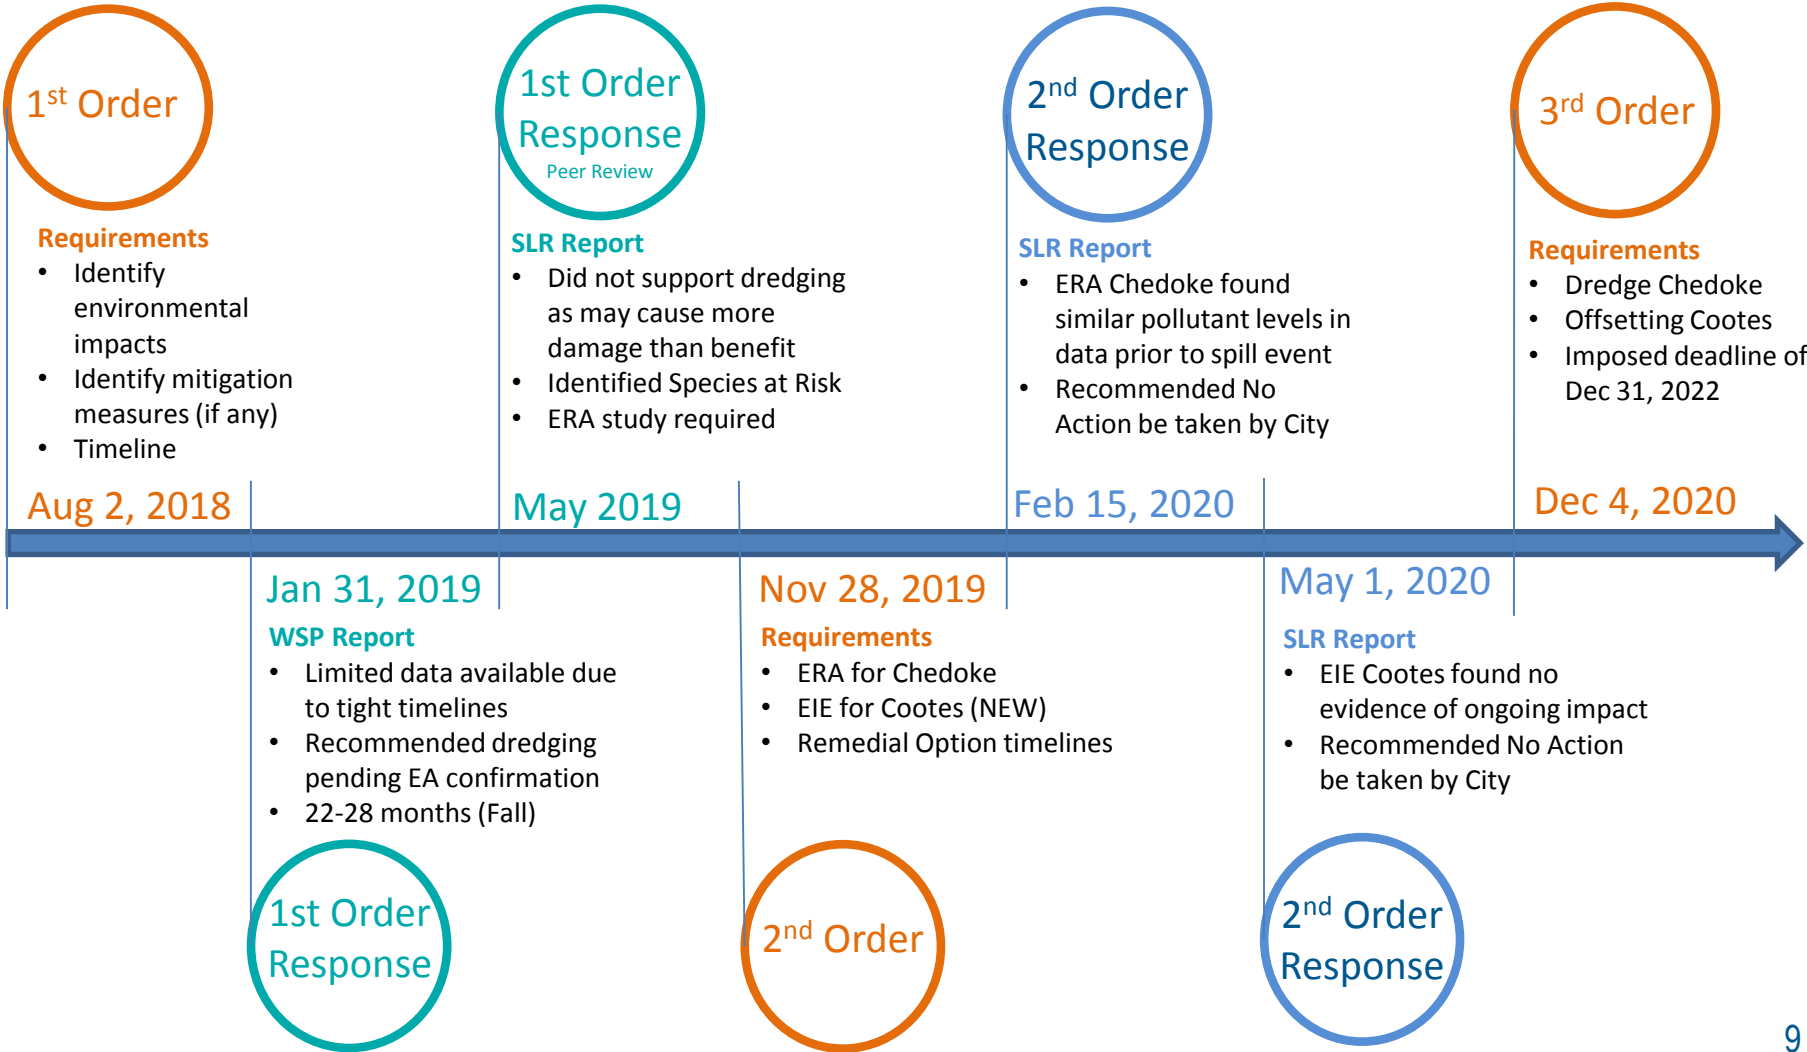 1st Order
Requirements
• Identify
environmental
impacts
• Identify mitigation
measures (if any)
• Timeline
Aug 2, 2018
1st Order
Response
Peer Review
SLR Report
• Did not support dredging
as may cause more
damage than benefit
• Identified Species at Risk
• ERA study required
May 2019
2nd Order
Response
SLR Report
• ERA Chedoke found
similar pollutant levels in
data prior to spill event
• Recommended No
Action be taken by City
Feb 15, 2020
3rd Order
Requirements
• Dredge Chedoke
• Offsetting Cootes
• Imposed deadline of
Dec 31, 2022
Dec 4, 2020
Jan 31, 2019
WSP Report
• Limited data available due
to tight timelines
• Recommended dredging
pending EA confirmation
• 22-28 months (Fall)
1st Order
Response
Nov 28, 2019
Requirements
• ERA for Chedoke
• EIE for Cootes (NEW)
• Remedial Option timelines
2nd Order
May 1, 2020
SLR Report
• EIE Cootes found no
evidence of ongoing impact
• Recommended No Action
be taken by City
2nd Order
Response
9